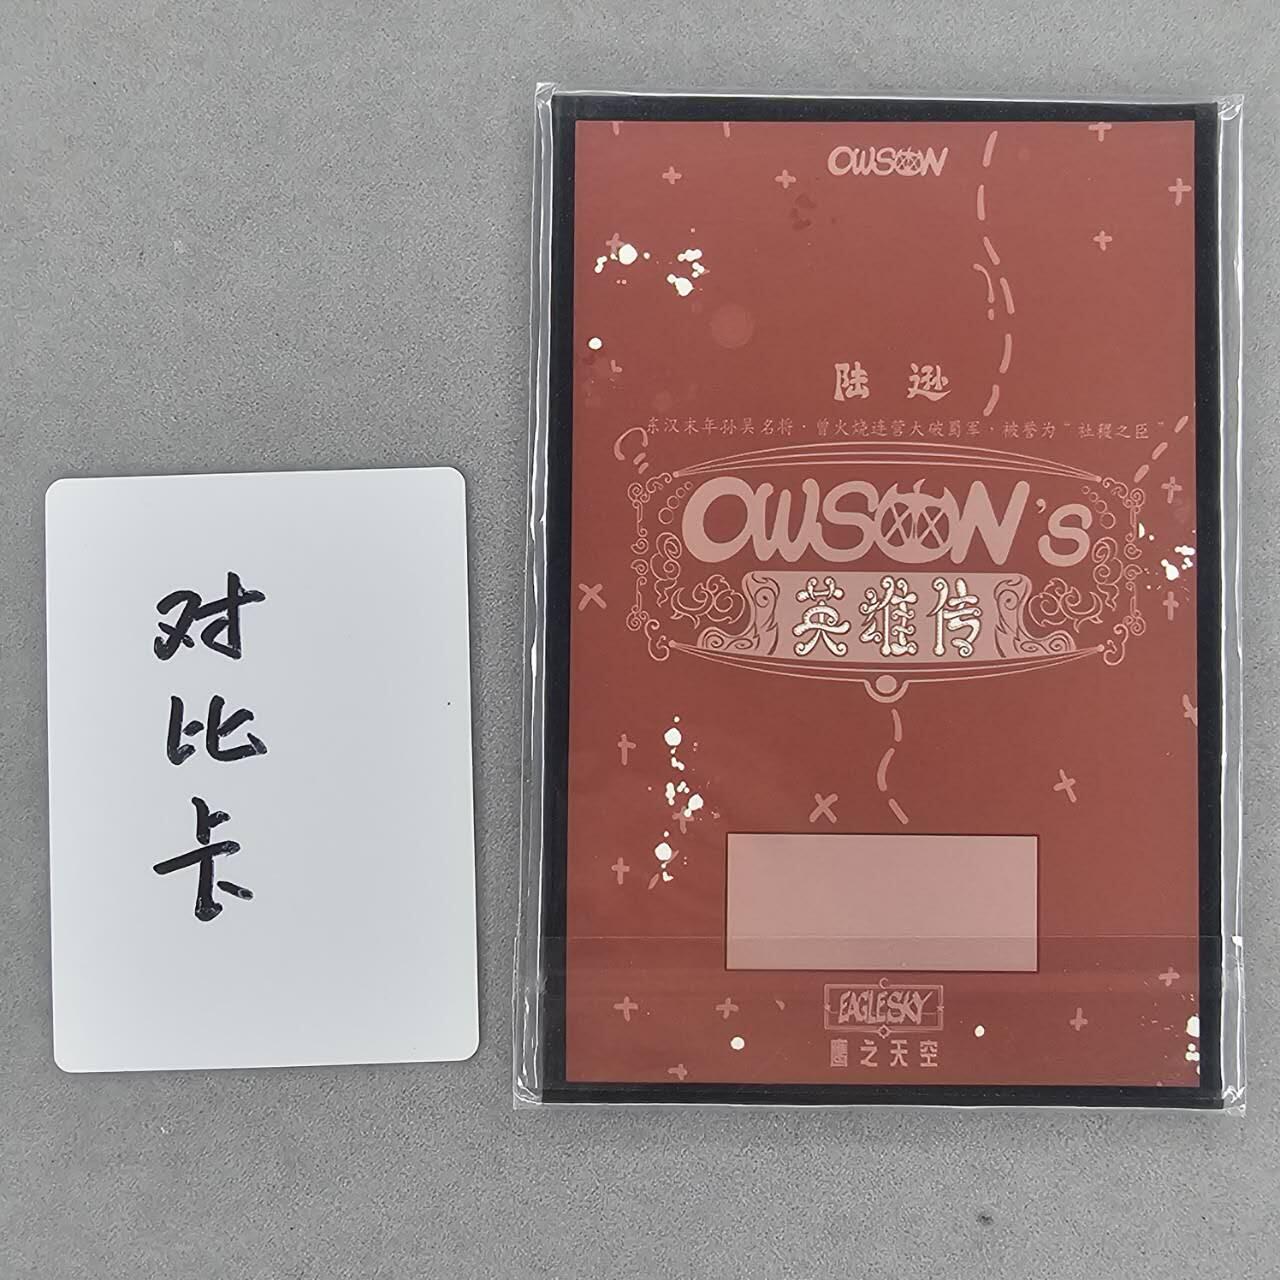 对
比
卡
OWSON
陆逊
东汉末年孙吴名将·曾火烧连营大破蜀军·被誉为"社稷之臣"
OWSON's
英雄传
EAGLESKY
鹰之天空